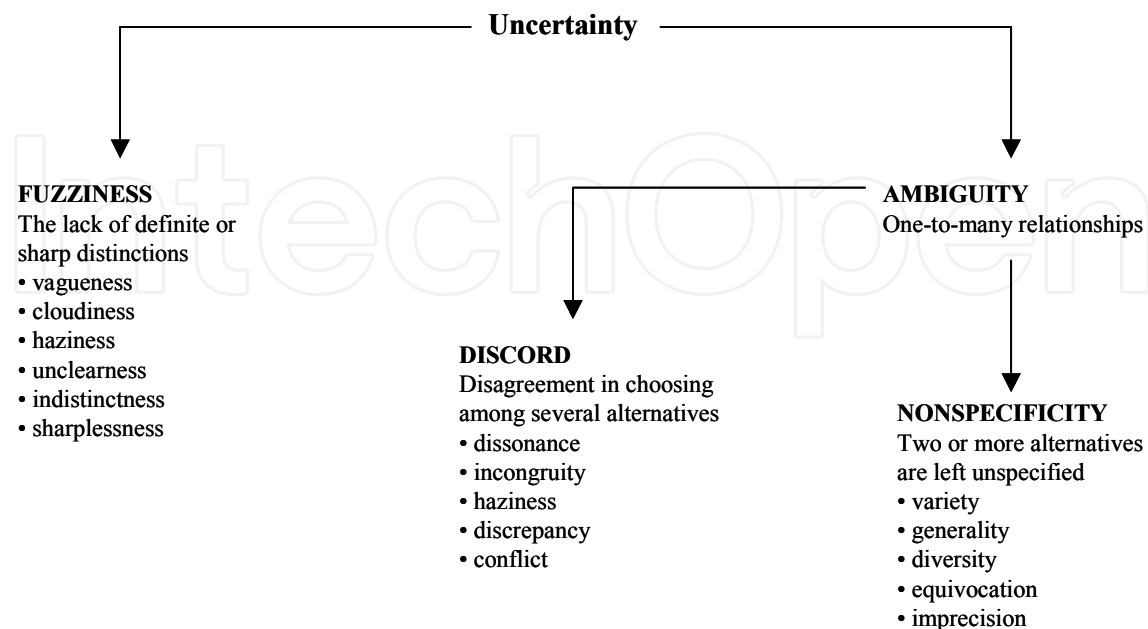 Uncertainty
IntechOpen
FUZZINESS
The lack of definite or
sharp distinctions
• vagueness
• cloudiness
• haziness
• unclearness
• indistinctness
• sharplessness
AMBIGUITY
One-to-many relationships
DISCORD
Disagreement in choosing
among several alternatives
• dissonance
• incongruity
• haziness
• discrepancy
• conflict
NONSPECIFICITY
Two or more alternatives
are left unspecified
• variety
• generality
• diversity
• equivocation
• imprecision